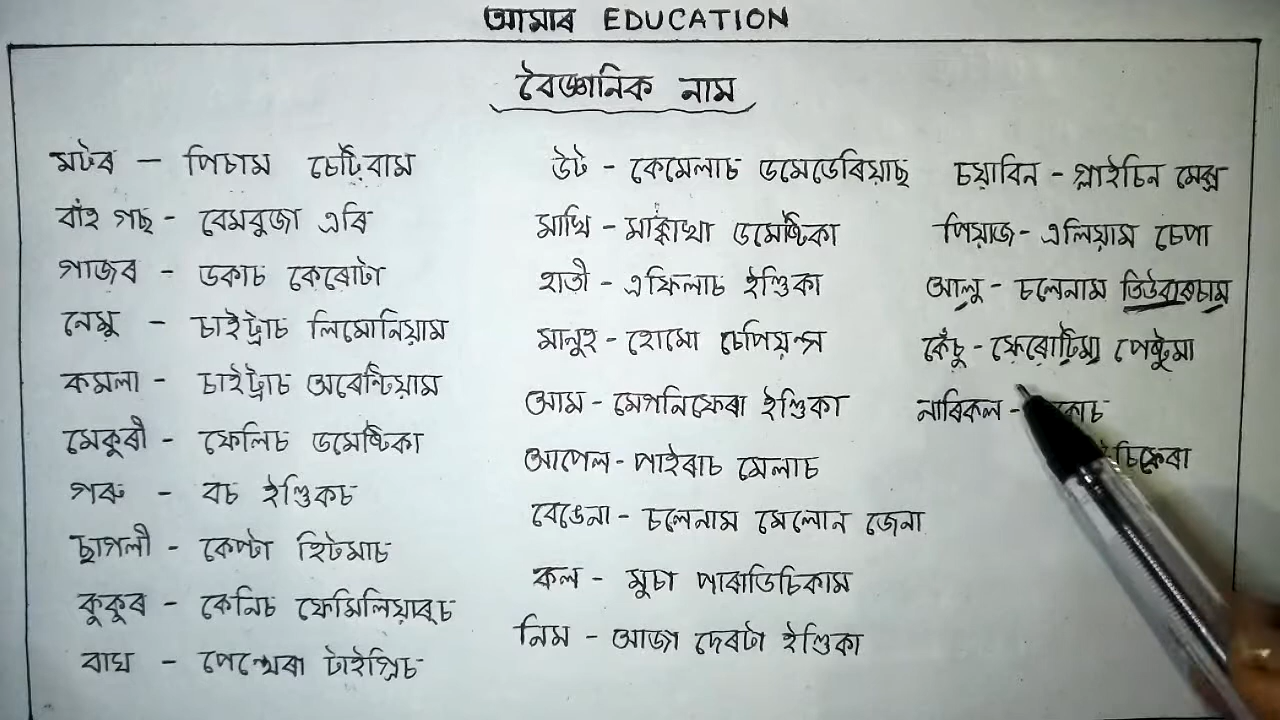 আমাৰ EDUCATION
বৈজ্ঞানিক নাম
মটৰ — পিচাম চেটিবাম
বাঁহ গছ - বেমবুজা এৰি
গাজৰ - ডকাচ কেৰোটা
নেমু - চাইট্ৰাচ লিমোনিয়াম
কমলা - চাইট্ৰাচ অৰেন্টিয়াম
মেকুৰী - ফেলিচ ডমেষ্টিকা
গৰু - বচ ইণ্ডিকচ
ছাগলী - কেপ্টা হিটমাচ
কুকুৰ - কেনিচ ফেমিলিয়াৰ্চ
বাঘ - পেন্থেৰা টাইগ্ৰিচ
উট - কেমেলাচ ডমেডেৰিয়াছ
মাখি - মাস্কাখা ডমেষ্টিকা
হাতী - এফিলাচ ইণ্ডিকা
মানুহ - হোমো চেপিয়ন্স
আম - মেগনিফেৰা ইণ্ডিকা
আপেল - পাইৰাচ মেলাচ
বেঙেনা - চলেনাম মেলোন জেনা
কল - মুচা পাৰাডিচিকাম
নিম - আজা দেৰটা ইণ্ডিকা
চয়াবিন - গ্লাইচিন মেক্স
পিয়াজ - এলিয়াম চেপা
আলু - চলেনাম তিউবাৰচাম
কেঁচু - ফেৰোটিমা পেষ্টুমা
নাৰিকল -